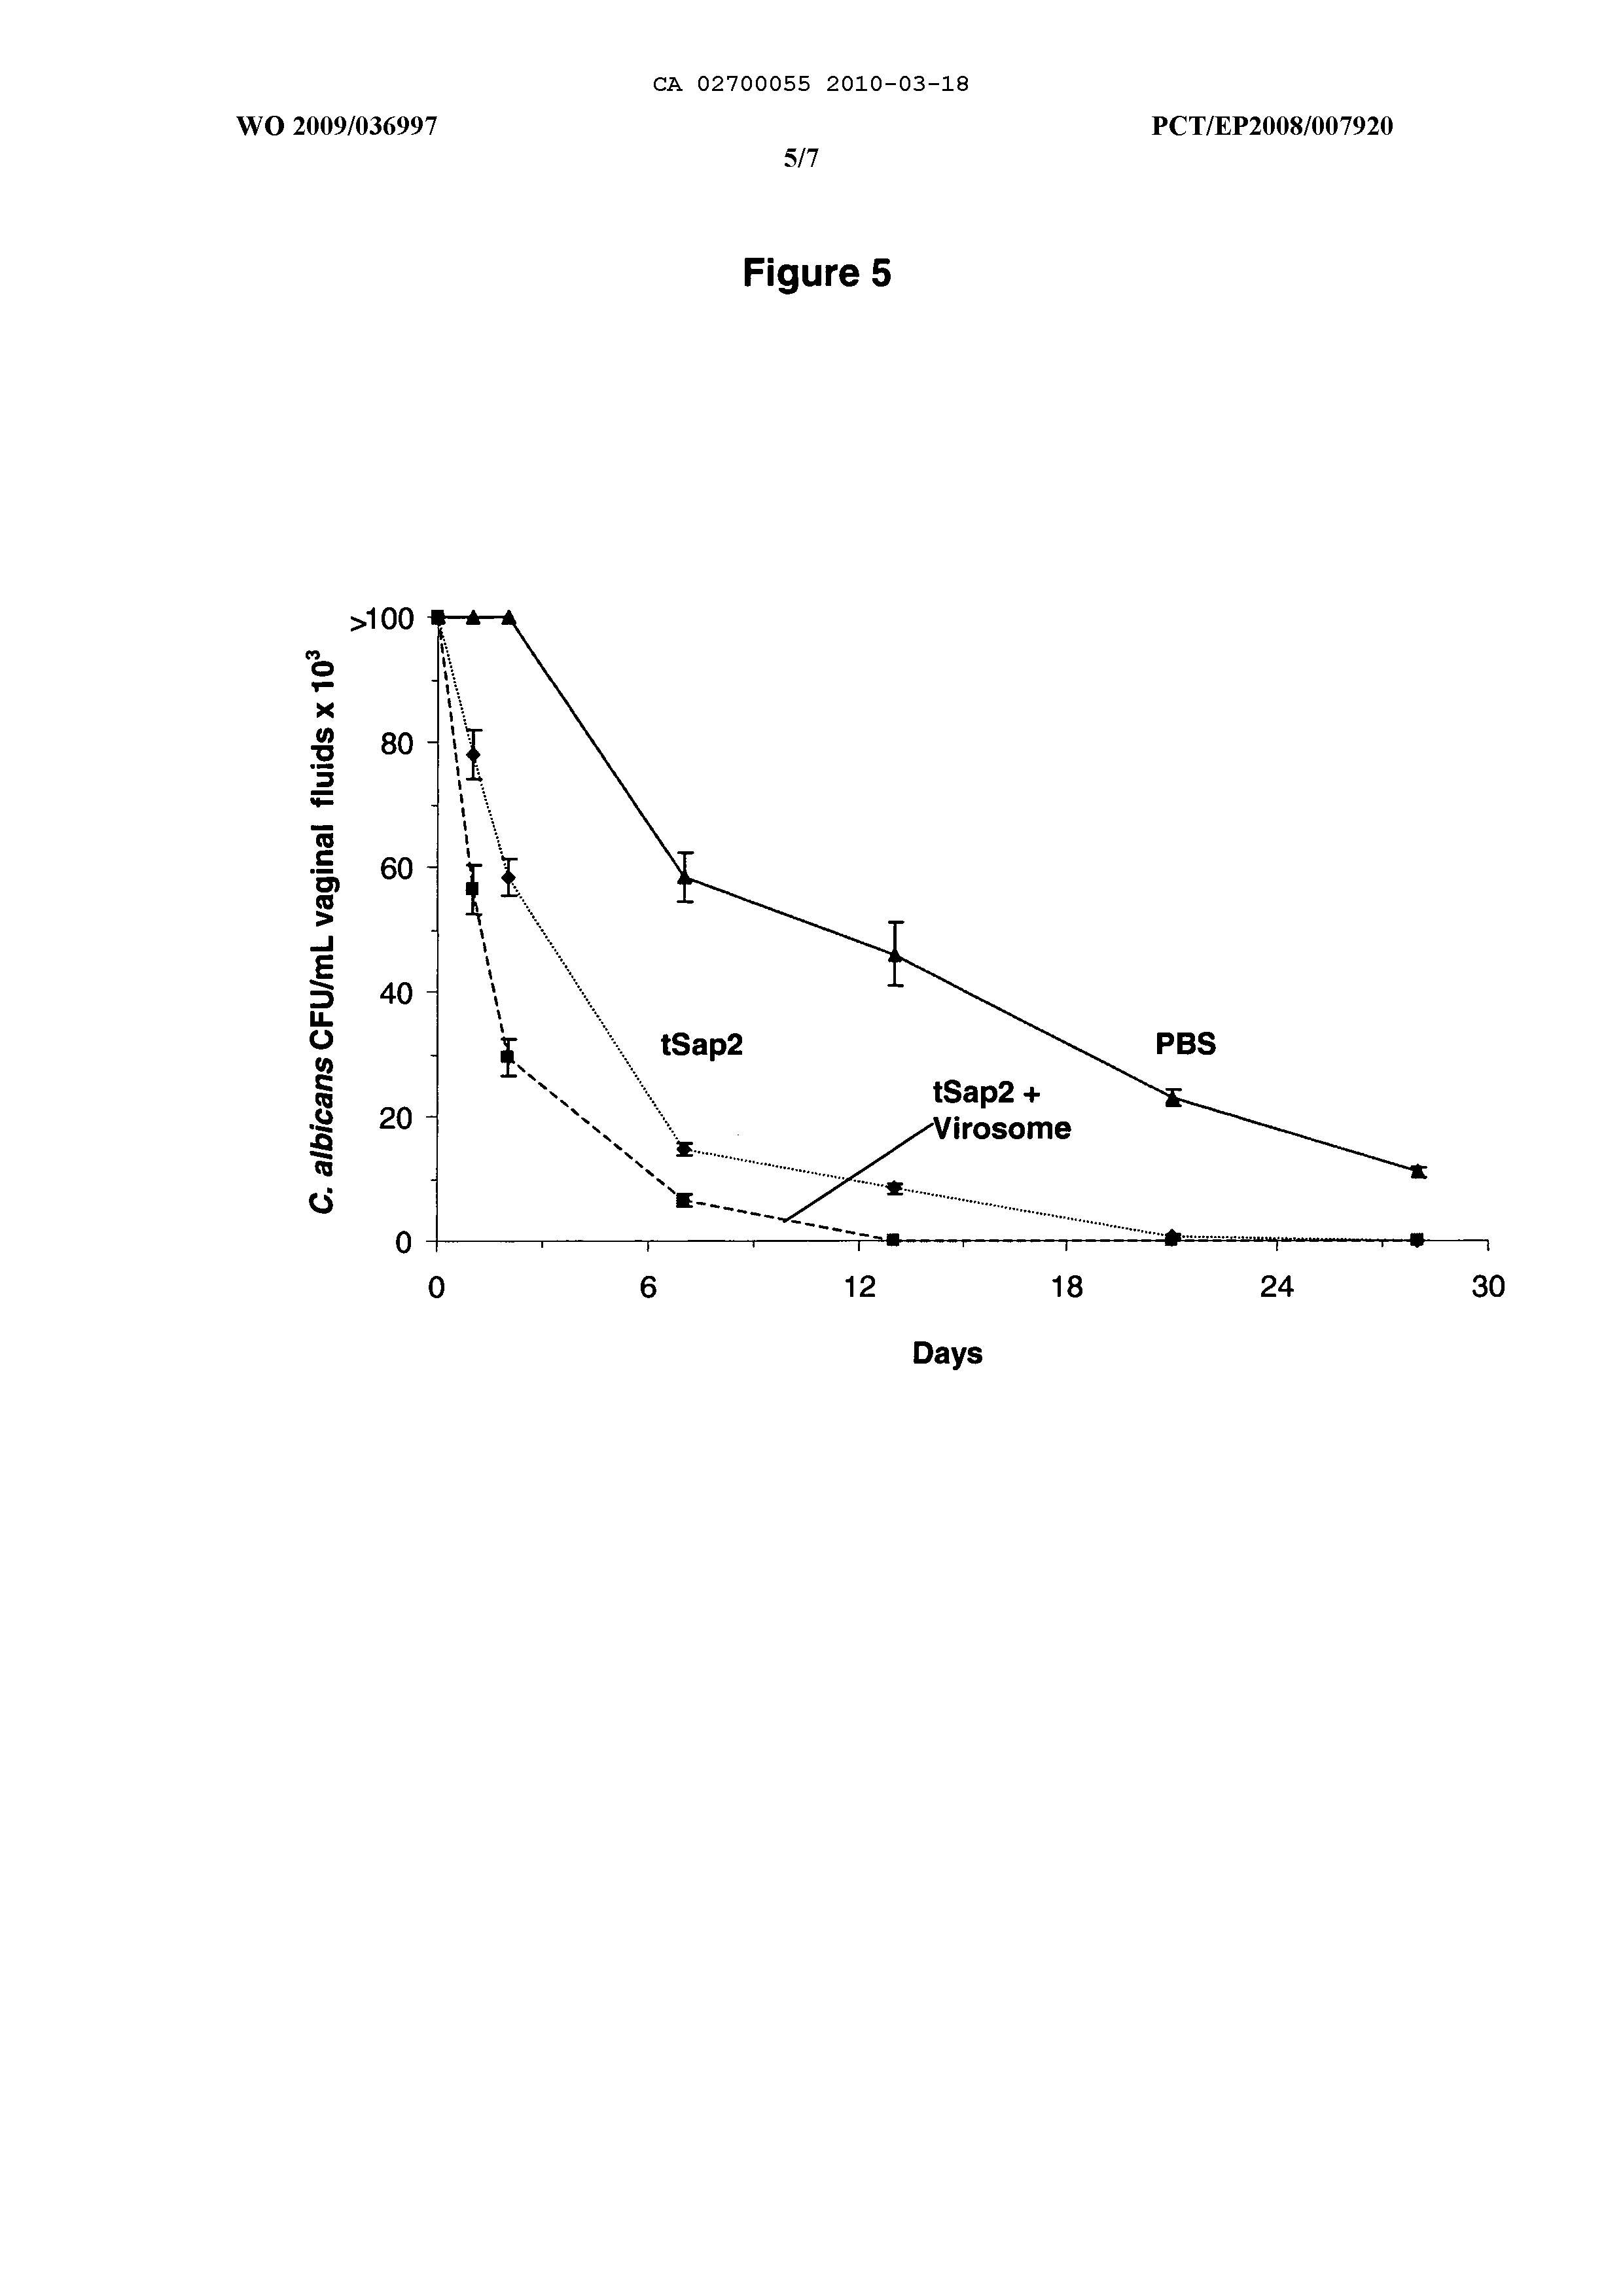 CA 02700055 2010-03-18
WO 2009/036997
PCT/EP2008/007920
5/7
Figure 5
C. albicans CFU/mL vaginal fluids x 10³
>100
80
60
40
20
0
tSap2
PBS
tSap2 +
Virosome
0 6 12 18 24 30
Days